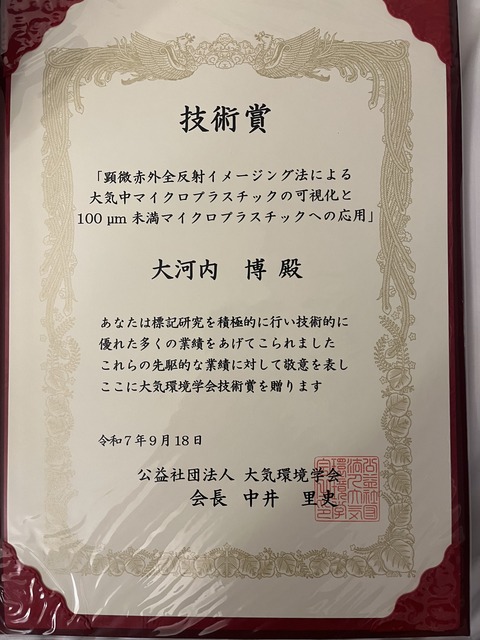 技術賞
「顕微赤外全反射イメージング法による
大気中マイクロプラスチックの可視化と
100 µm 未満マイクロプラスチックへの応用」
大河内 博 殿
あなたは標記研究を積極的に行い技術的に
優れた多くの業績をあげてこられました
これらの先駆的な業績に対して敬意を表し
ここに大気環境学会技術賞を贈ります
令和7年9月18日
公益社団法人 大気環境学会
会長 中井 里史